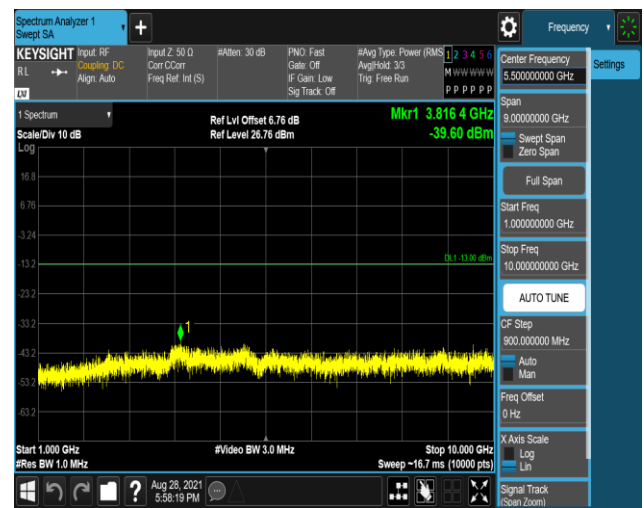 Spectrum Analyzer 1
Swept SA
+
Frequency
KEYSIGHT
RL
LXI
Input: RF
Coupling: DC
Align: Auto
Input Z: 50 Ω
Corr CCorr
Freq Ref: Int (S)
#Atten: 30 dB
PNO: Fast
Gate: Off
IF Gain: Low
Sig Track: Off
#Avg Type: Power (RMS
Avg|Hold: 3/3
Trig: Free Run
1 2 3 4 5 6
M W W W W W
P P P P P P
Center Frequency
5.500000000 GHz
Settings
1 Spectrum
Scale/Div 10 dB
Log
Ref Lvl Offset 6.76 dB
Ref Level 26.76 dBm
Mkr1 3.816 4 GHz
-39.60 dBm
Span
9.00000000 GHz
Swept Span
Zero Span
Full Span
Start Freq
1.000000000 GHz
Stop Freq
10.000000000 GHz
AUTO TUNE
CF Step
900.000000 MHz
Auto
Man
Freq Offset
0 Hz
X Axis Scale
Log
Lin
Signal Track
(Span Zoom)
16.8
6.76
-3.24
-13.2
-23.2
-33.2
-43.2
-53.2
-63.2
DL1 -13.00 dBm
1
Start 1.000 GHz
#Res BW 1.0 MHz
#Video BW 3.0 MHz
Stop 10.000 GHz
Sweep ~16.7 ms (10000 pts)
?
Aug 28, 2021
5:58:19 PM